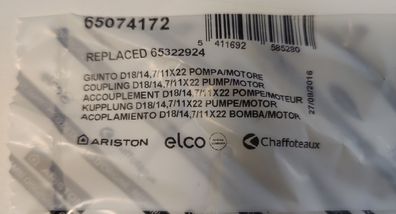 65074172
REPLACED 65322924
5 411692 585280
GIUNTO D18/14,7/11X22 POMPA/MOTORE
COUPLING D18/14,7/11X22 PUMP/MOTOR
ACCOUPLEMENT D18/14,7/11X22 POMPE/MOTEUR
KUPPLUNG D18/14,7/11X22 PUMPE/MOTOR
ACOPLAMIENTO D18/14,7/11X22 BOMBA/MOTOR
27/09/2016
ARISTON elco Chaffoteaux